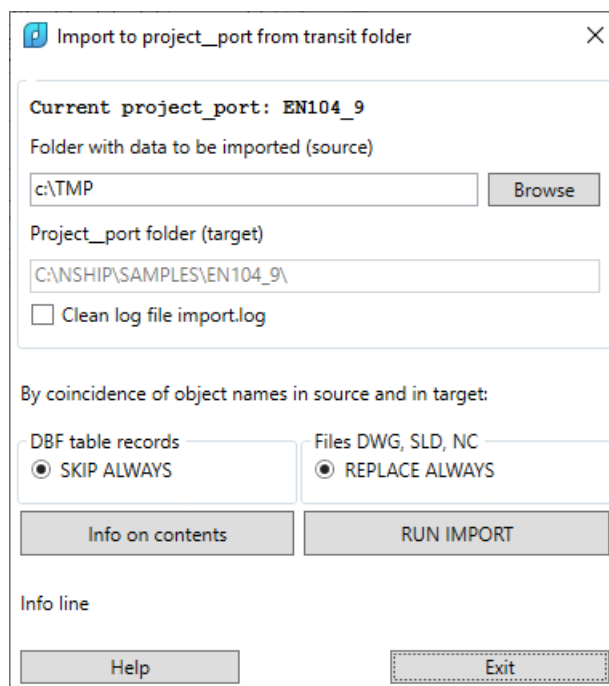 Import to project__port from transit folder
Current project_port: EN104_9
Folder with data to be imported (source)
c:\TMP
Browse
Project__port folder (target)
C:\NSHIP\SAMPLES\EN104_9\
Clean log file import.log
By coincidence of object names in source and in target:
DBF table records
Files DWG, SLD, NC
SKIP ALWAYS
REPLACE ALWAYS
Info on contents
RUN IMPORT
Info line
Help
Exit